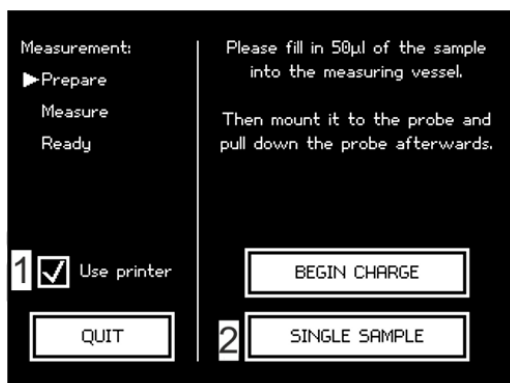 Measurement:
▶Prepare
Measure
Ready
1 Use printer
QUIT
Please fill in 50µl of the sample
into the measuring vessel.
Then mount it to the probe and
pull down the probe afterwards.
BEGIN CHARGE
2 SINGLE SAMPLE